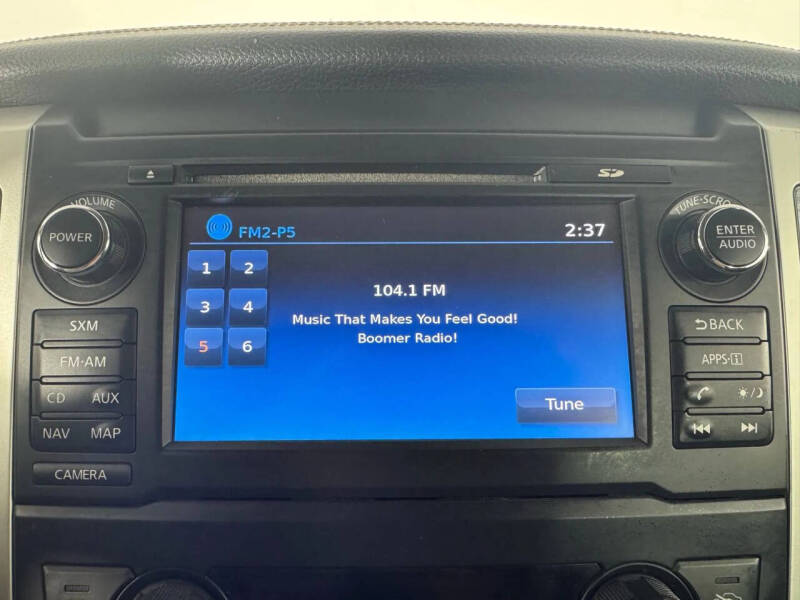 SD
VOLUME
POWER
TUNE-SCRO
ENTER
AUDIO
FM2-P5
2:37
1 2
3 4
5 6
104.1 FM
Music That Makes You Feel Good!
Boomer Radio!
Tune
SXM
FM·AM
CD AUX
NAV MAP
CAMERA
BACK
APPS·i